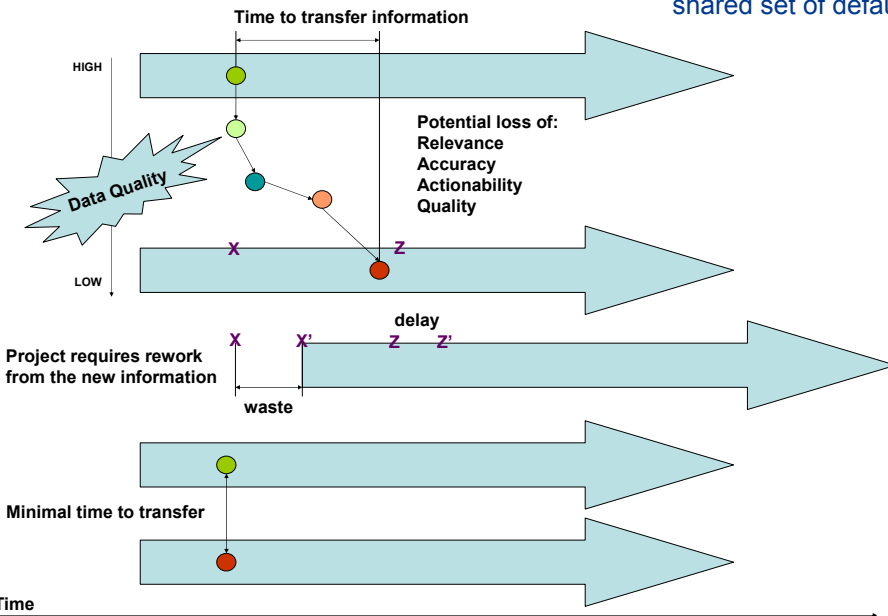 shared set of defau
Time to transfer information
HIGH
Potential loss of:
Relevance
Accuracy
Actionability
Quality
Data Quality
X
Z
LOW
delay
X
X’
Z
Z’
Project requires rework
from the new information
waste
Minimal time to transfer
Time